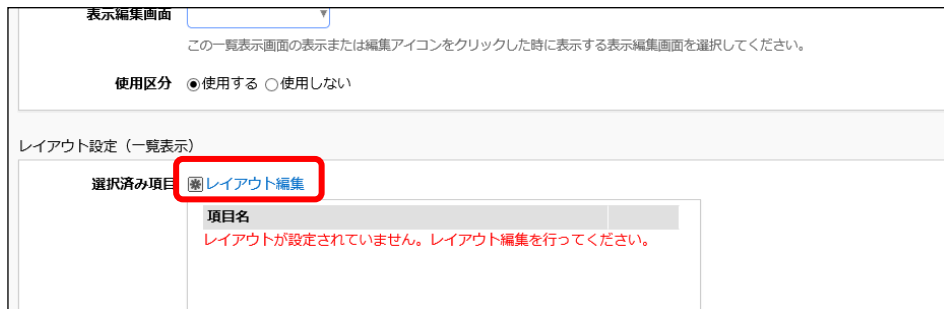 表示編集画面
この一覧表示画面の表示または編集アイコンをクリックした時に表示する表示編集画面を選択してください。
使用区分 使用する 使用しない
レイアウト設定（一覧表示）
選択済み項目 レイアウト編集
項目名
レイアウトが設定されていません。レイアウト編集を行ってください。